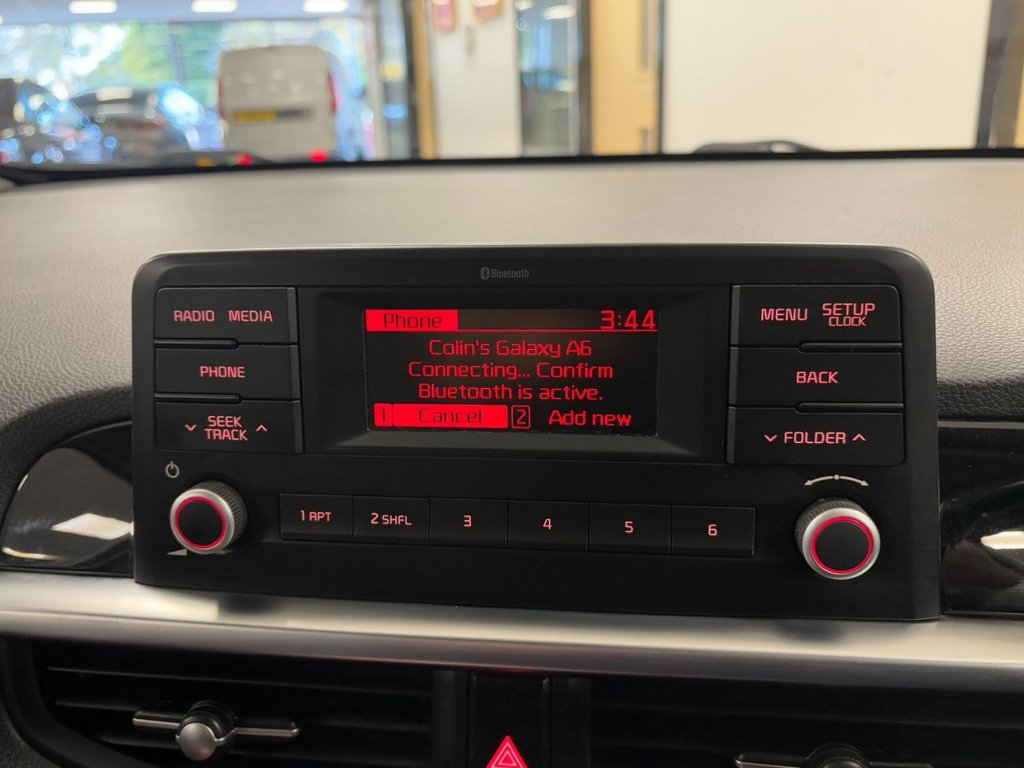 Bluetooth
RADIO MEDIA
PHONE
SEEK
TRACK
Phone 3:44
Colin's Galaxy A6
Connecting... Confirm
Bluetooth is active.
1 Cancel 2 Add new
MENU SETUP
CLOCK
BACK
FOLDER
1 RPT 2 SHFL 3 4 5 6